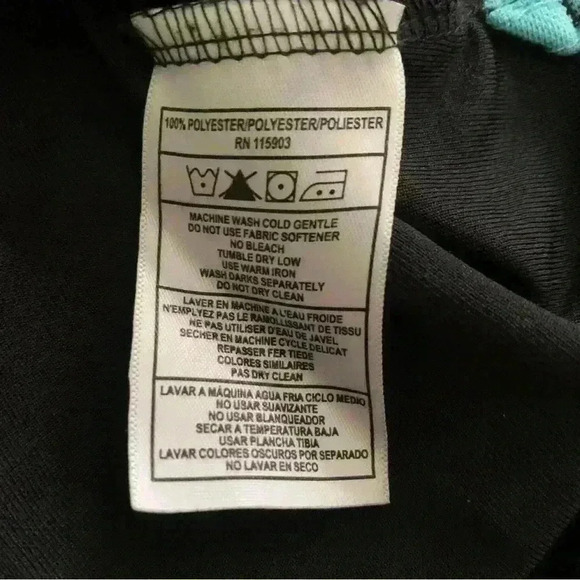 100% POLYESTER/POLYESTER/POLIESTER
RN 115903
MACHINE WASH COLD GENTLE
DO NOT USE FABRIC SOFTENER
NO BLEACH
TUMBLE DRY LOW
USE WARM IRON
WASH DARKS SEPARATELY
DO NOT DRY CLEAN
LAVER EN MACHINE A L'EAU FROIDE
N'EMPLYEZ PAS LE RAMOLLISSANT DE TISSU
NE PAS UTILISER D'EAU DE JAVEL
SECHER EN MACHINE CYCLE DELICAT
REPASSER FER TIEDE
COLORES SIMILAIRES
PAS DRY CLEAN
LAVAR A MÁQUINA AGUA FRIA CICLO MEDIO
NO USAR SUAVIZANTE
NO USAR BLANQUEADOR
SECAR A TEMPERATURA BAJA
USAR PLANCHA TIBIA
LAVAR COLORES OSCUROS POR SEPARADO
NO LAVAR EN SECO